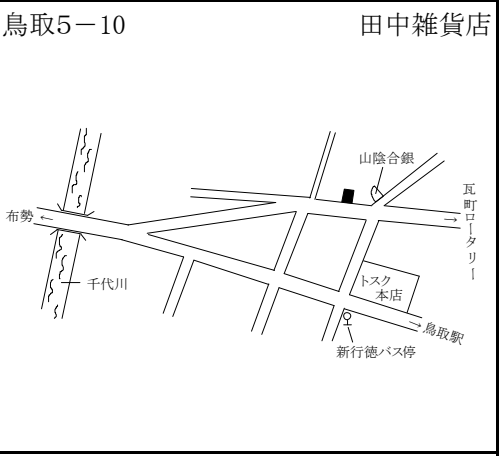 鳥取5－10
田中雑貨店
山陰合銀
瓦町ロータリー
布勢 ←
→
千代川
トスク
本店
→ 鳥取駅
新行徳バス停